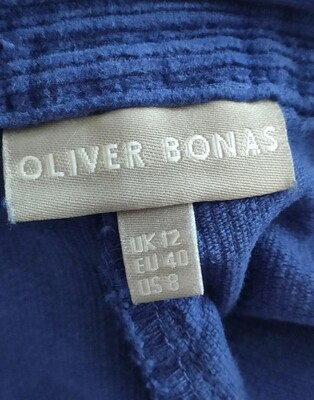 OLIVER BONAS
UK 12
EU 40
US 8